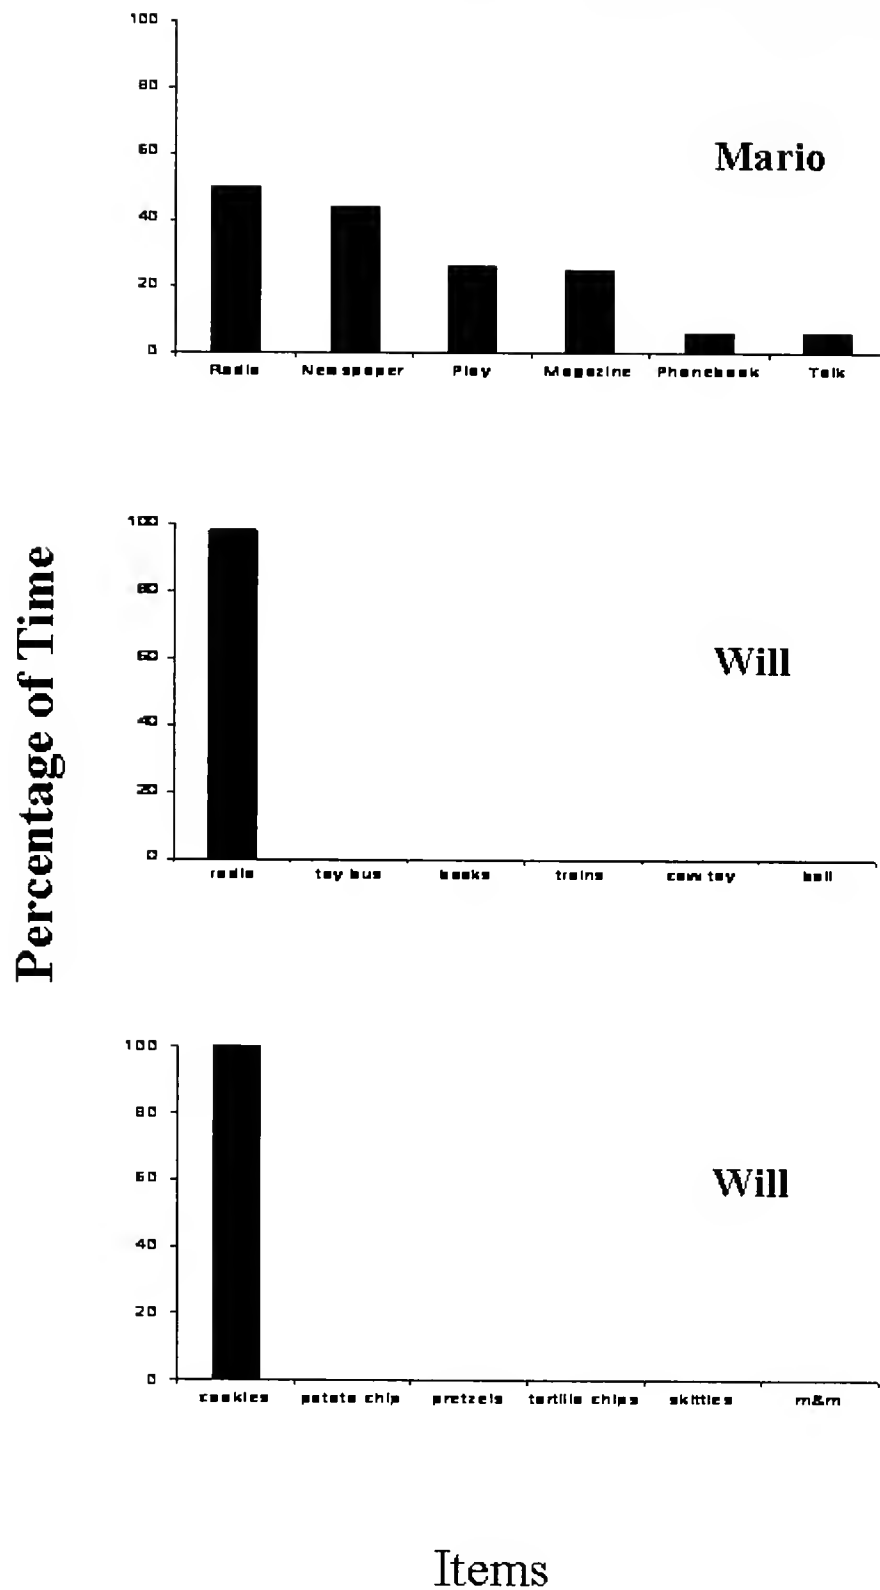 100
80
60
40
20
0
Mario
Radio Newspaper Play Magazine Phonebook Talk
Percentage of Time
100
80
60
40
20
0
Will
radio toy bus books trains cow toy ball
100
80
60
40
20
0
Will
cookies potato chip pretzels tortilla chips skittles m&m
Items